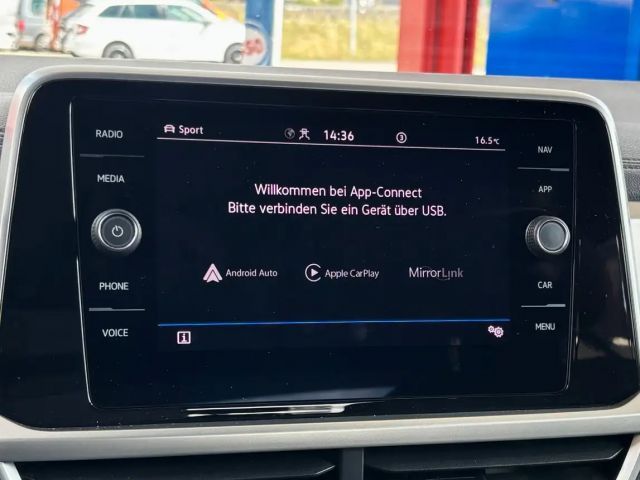 RADIO
MEDIA
PHONE
VOICE
Sport
14:36
3
16.5°C
Willkommen bei App-Connect
Bitte verbinden Sie ein Gerät über USB.
Android Auto
Apple CarPlay
MirrorLink
NAV
APP
CAR
MENU